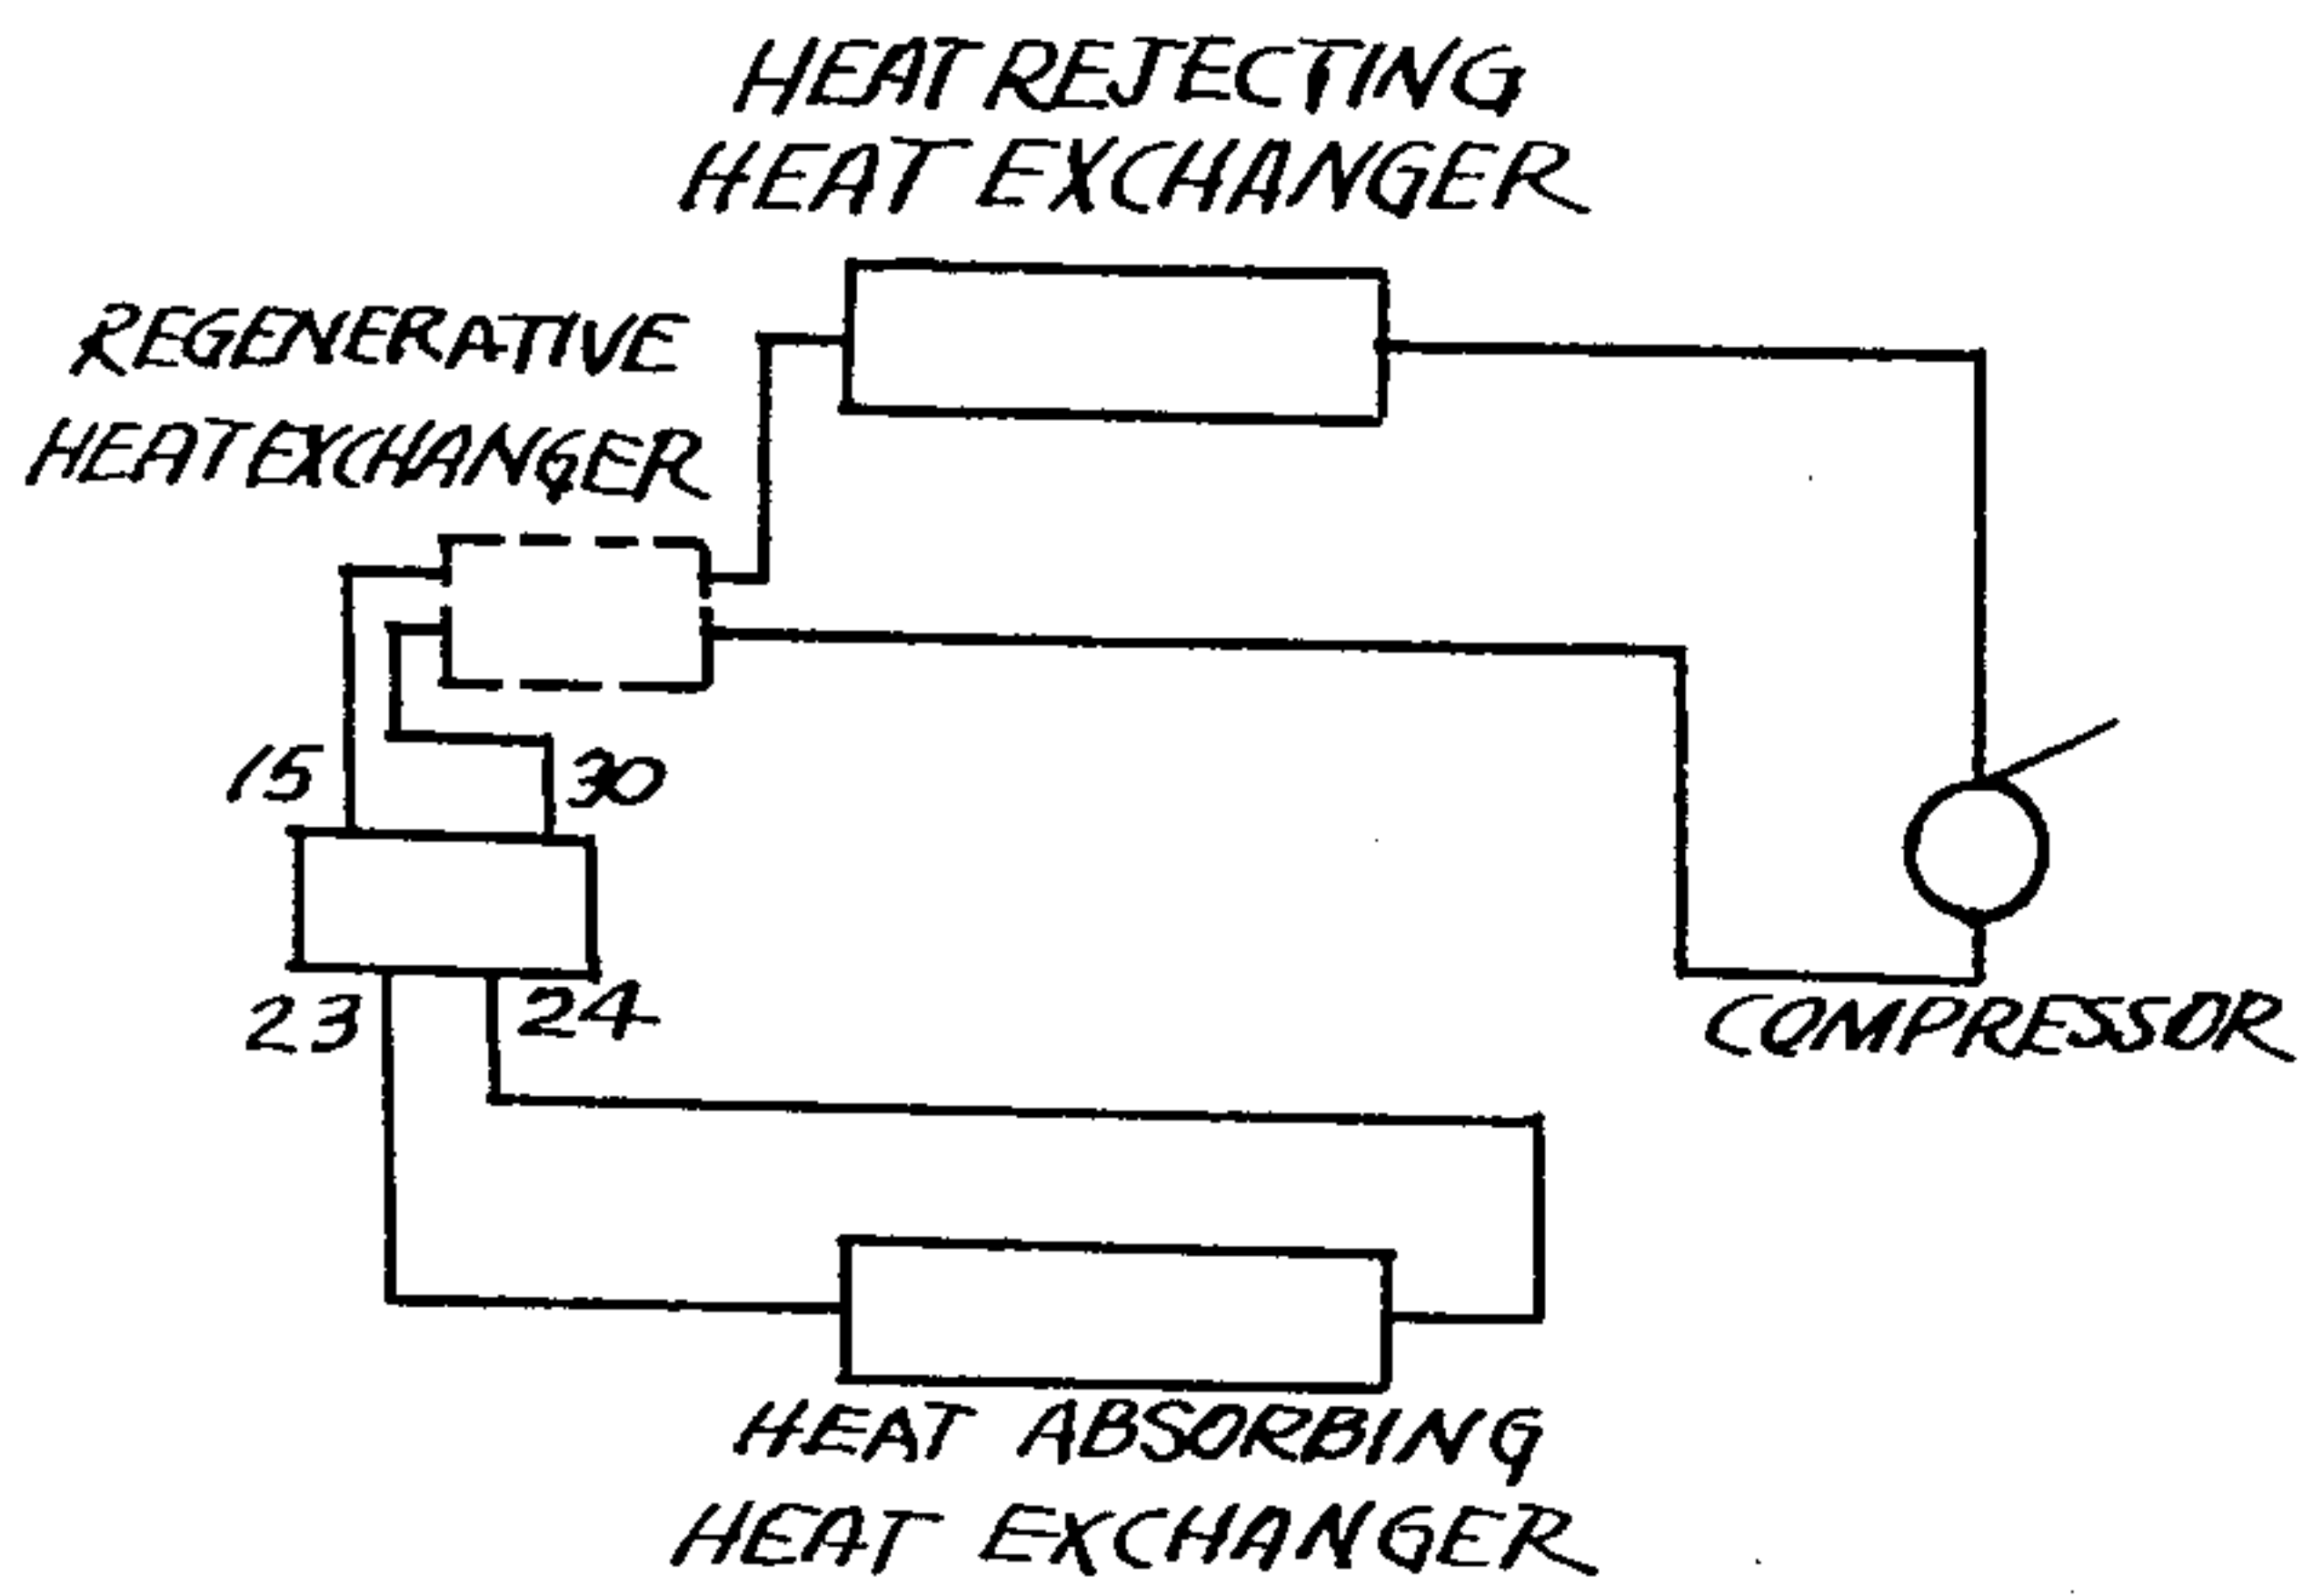 HEAT REJECTING
HEAT EXCHANGER
REGENERATIVE
HEAT EXCHANGER
15
30
23
24
COMPRESSOR
HEAT ABSORBING
HEAT EXCHANGER